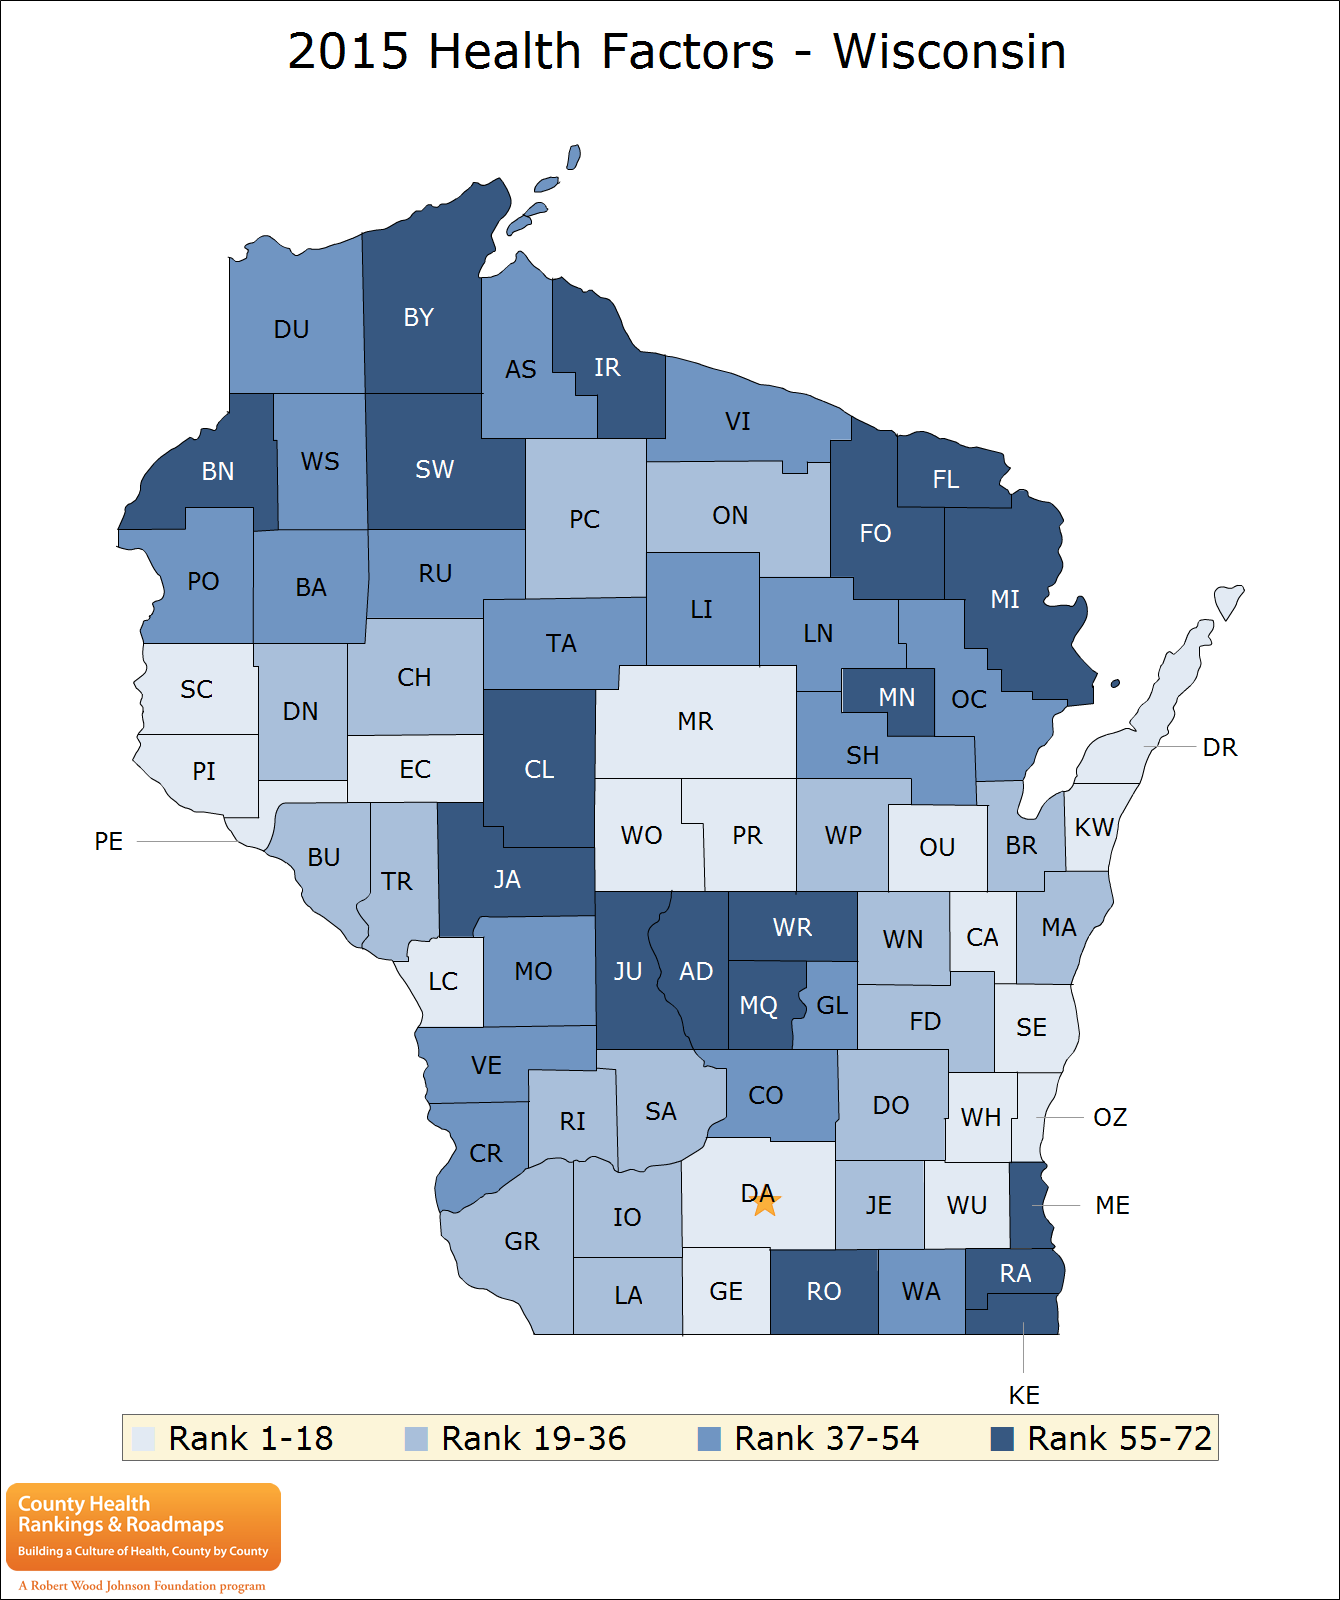 2015 Health Factors - Wisconsin
BY
DU
IR
AS
VI
WS
SW
BN
FL
ON
PC
FO
RU
PO
BA
MI
LI
LN
TA
CH
SC
MN
OC
DN
MR
DR
SH
EC
CL
PI
KW
WO
PR
WP
PE
BR
OU
BU
JA
TR
WR
MA
CA
WN
JU
AD
MO
LC
MQ
GL
FD
SE
VE
CO
DO
SA
WH
OZ
RI
CR
DA
JE
WU
ME
IO
GR
RA
GE
RO
WA
LA
KE
Rank 1-18 Rank 19-36 Rank 37-54 Rank 55-72
County Health
Rankings & Roadmaps
Building a Culture of Health, County by County
A Robert Wood Johnson Foundation program